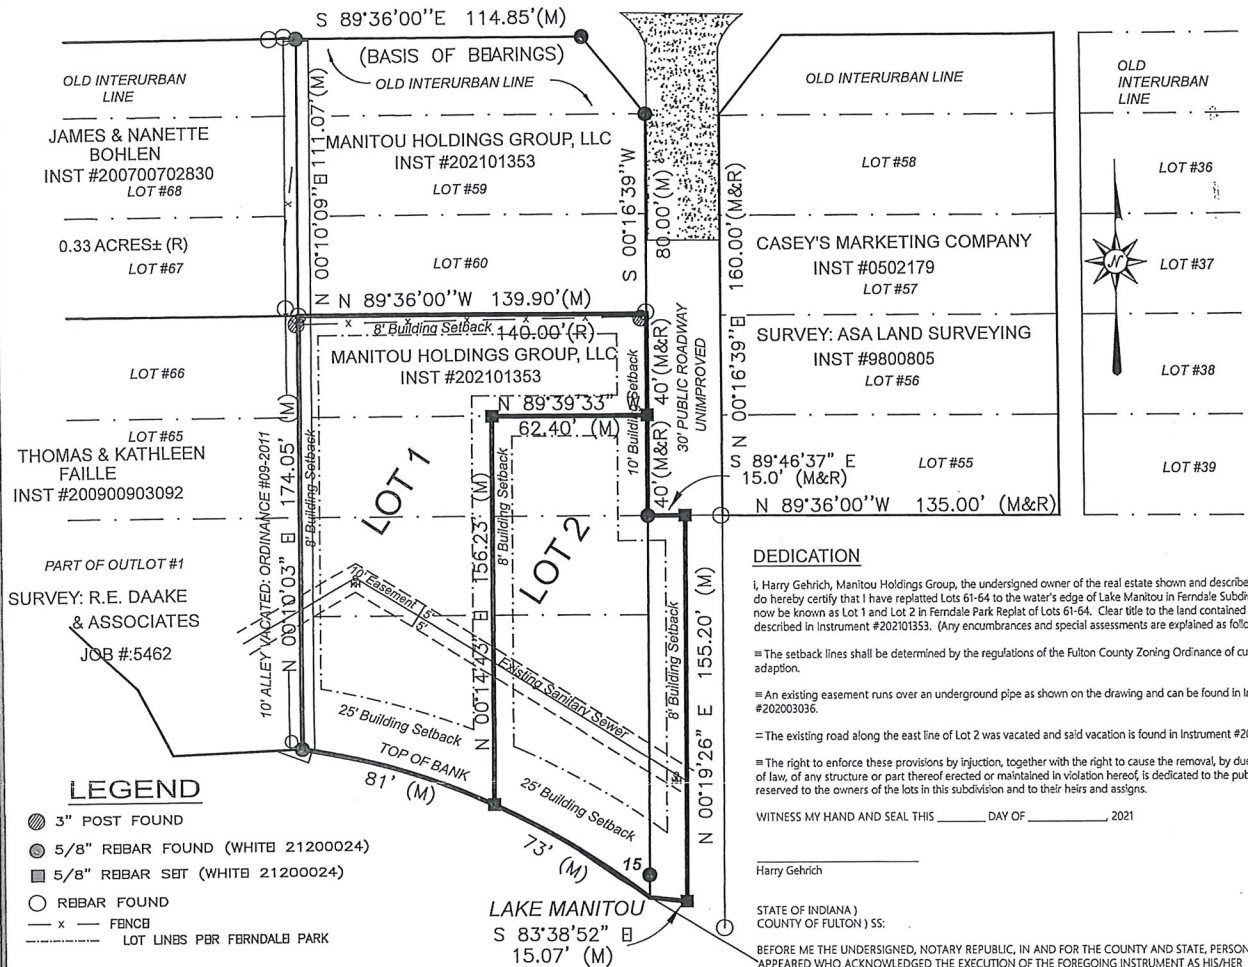 S 89°36'00"E 114.85'(M)
(BASIS OF BEARINGS)
OLD INTERURBAN
LINE
OLD INTERURBAN LINE
OLD INTERURBAN LINE
OLD
INTERURBAN
LINE
JAMES & NANETTE
BOHLEN
INST #200700702830
LOT #68
N 00°10'09"E 111.07'(M)
MANITOU HOLDINGS GROUP, LLC
INST #202101353
LOT #59
S 00°16'39"W
80.00'(M)
LOT #58
160.00'(M&R)
LOT #36
0.33 ACRES± (R)
LOT #67
LOT #60
CASEY'S MARKETING COMPANY
INST #0502179
LOT #57
N
LOT #37
N 89°36'00"W 139.90'(M)
8' Building Setback
140.00'(R)
MANITOU HOLDINGS GROUP, LLC
INST #202101353
40'(M&R)
30' PUBLIC ROADWAY
UNIMPROVED
N 00°16'39"E
SURVEY: ASA LAND SURVEYING
INST #9800805
LOT #56
LOT #66
LOT #38
10' Building Setback
N 89°39'33" W
62.40' (M)
LOT #65
THOMAS & KATHLEEN
FAILLE
INST #200900903092
10' ALLEY VACATED: ORDINANCE #09-2011
N 00°10'03" E 174.05' (M)
8' Building Setback
LOT 1
N 00°14'43" E 156.23' (M)
8' Building Setback
LOT 2
40'(M&R)
S 89°46'37" E
15.0' (M&R)
LOT #55
LOT #39
N 89°36'00"W 135.00' (M&R)
PART OF OUTLOT #1
SURVEY: R.E. DAAKE
& ASSOCIATES
JOB #:5462
10' Easement
15'
5'
Existing Sanitary Sewer
8' Building Setback
N 00°19'26" E 155.20' (M)
25' Building Setback
TOP OF BANK
81' (M)
25' Building Setback
73' (M)
15
LAKE MANITOU
S 83°38'52" E
15.07' (M)
LEGEND
3" POST FOUND
5/8" REBAR FOUND (WHITE 21200024)
5/8" REBAR SET (WHITE 21200024)
REBAR FOUND
x FENCE
LOT LINES PER FERNDALE PARK
DEDICATION
i, Harry Gehrich, Manitou Holdings Group, the undersigned owner of the real estate shown and describe
do hereby certify that I have replatted Lots 61-64 to the water's edge of Lake Manitou in Ferndale Subdi
now be known as Lot 1 and Lot 2 in Ferndale Park Replat of Lots 61-64. Clear title to the land contained
described in Instrument #202101353. (Any encumbrances and special assessments are explained as follo
=The setback lines shall be determined by the regulations of the Fulton County Zoning Ordinance of cu
adaption.
=An existing easement runs over an underground pipe as shown on the drawing and can be found in I
#202003036.
=The existing road along the east line of Lot 2 was vacated and said vacation is found in Instrument #20
=The right to enforce these provisions by injuction, together with the right to cause the removal, by due
of law, of any structure or part thereof erected or maintained in violation hereof, is dedicated to the pub
reserved to the owners of the lots in this subdivision and to their heirs and assigns.
WITNESS MY HAND AND SEAL THIS ________ DAY OF ________, 2021
Harry Gehrich
STATE OF INDIANA )
COUNTY OF FULTON ) SS:
BEFORE ME THE UNDERSIGNED, NOTARY REPUBLIC, IN AND FOR THE COUNTY AND STATE, PERSON
APPEARED WHO ACKNOWLEDGED THE EXECUTION OF THE FOREGOING INSTRUMENT AS HIS/HER